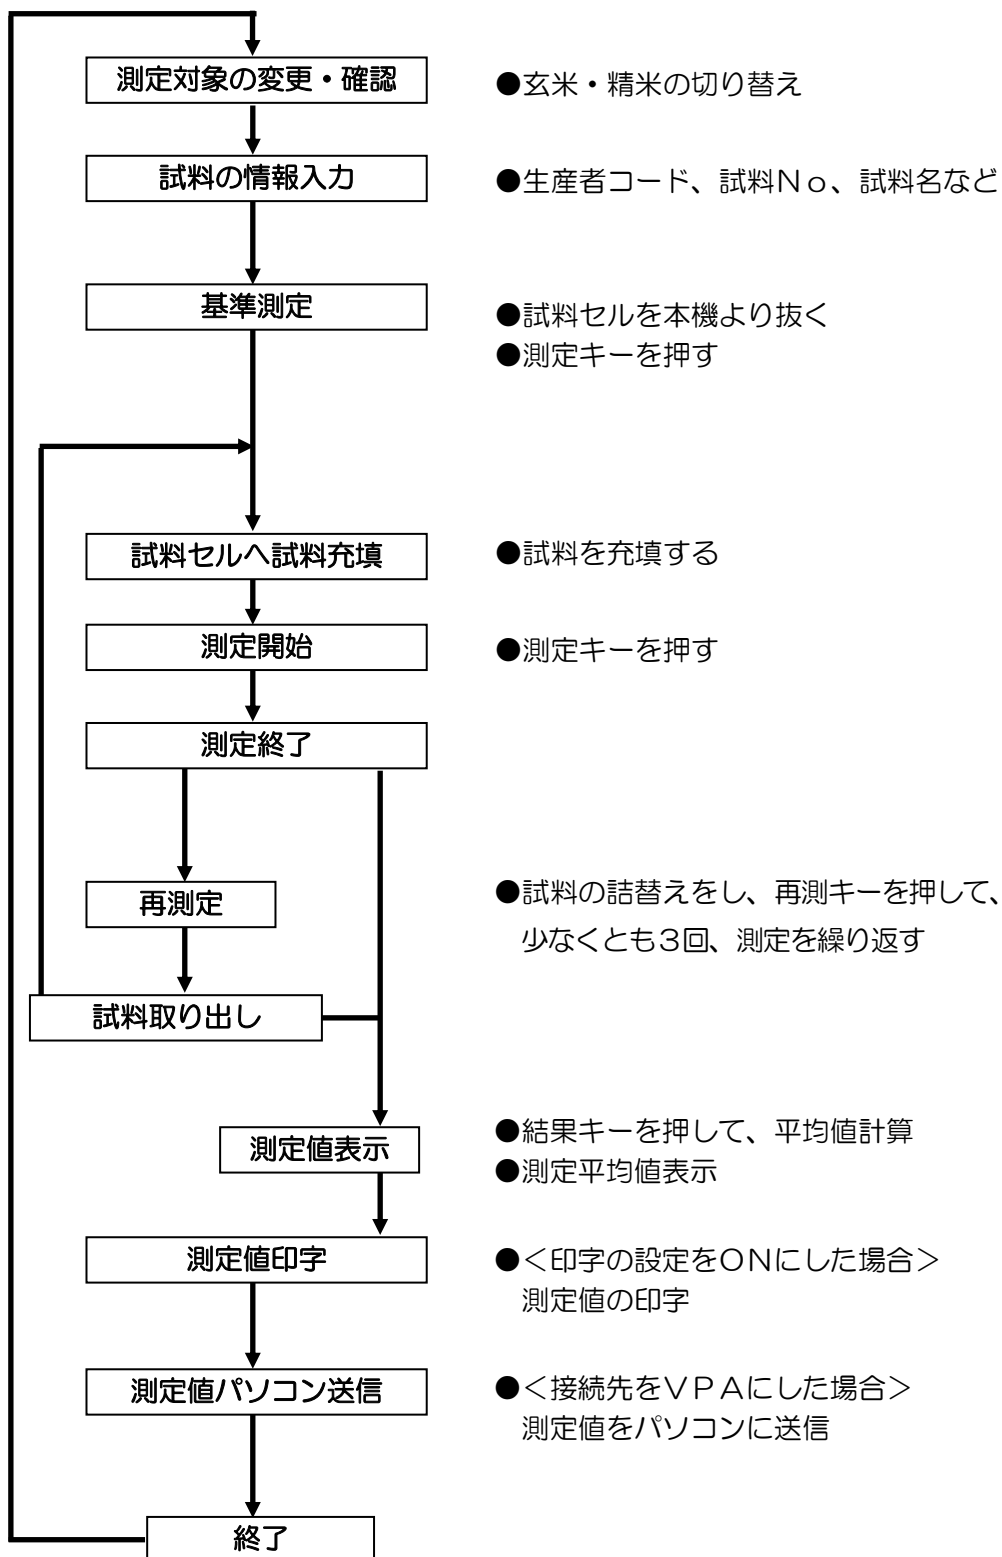 測定対象の変更・確認
●玄米・精米の切り替え
試料の情報入力
●生産者コード、試料No、試料名など
基準測定
●試料セルを本機より抜く
●測定キーを押す
試料セルへ試料充填
●試料を充填する
測定開始
●測定キーを押す
測定終了
再測定
●試料の詰替えをし、再測キーを押して、
少なくとも3回、測定を繰り返す
試料取り出し
測定値表示
●結果キーを押して、平均値計算
●測定平均値表示
測定値印字
●<印字の設定をONにした場合>
測定値の印字
測定値パソコン送信
●<接続先をVPAにした場合>
測定値をパソコンに送信
終了